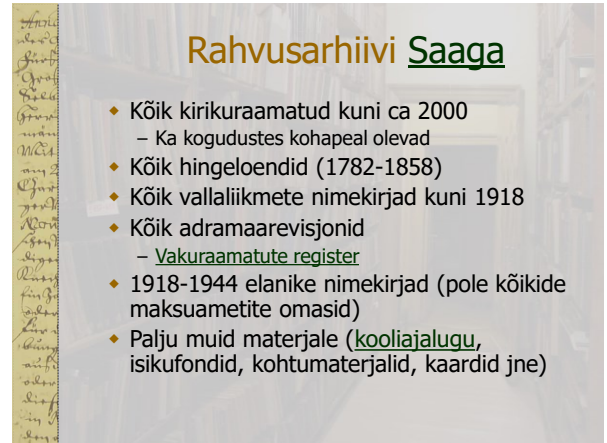 Rahvusarhiivi Saaga
Kõik kirikuraamatud kuni ca 2000
– Ka kogudustes kohapeal olevad
Kõik hingeloendid (1782-1858)
Kõik vallaliikmete nimekirjad kuni 1918
Kõik adramaarevisjonid
– Vakuraamatute register
1918-1944 elanike nimekirjad (pole kõikide
maksuametite omasid)
Palju muid materjale (kooliajalugu,
isikufondid, kohtumaterjalid, kaardid jne)